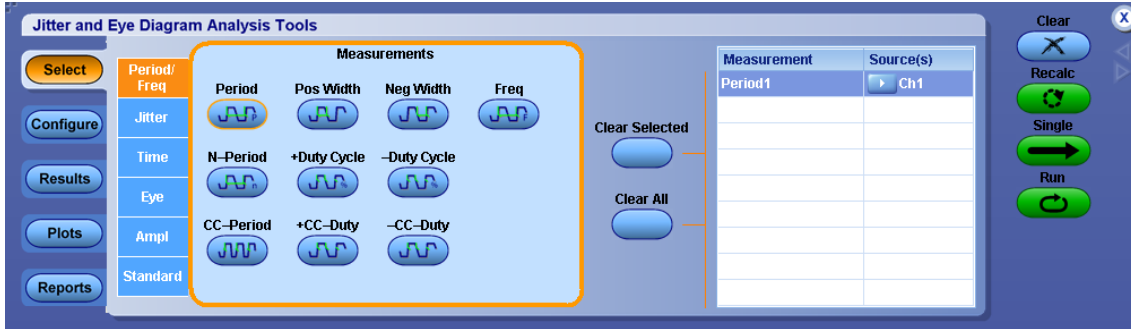 Jitter and Eye Diagram Analysis Tools
Clear
X
Select
Configure
Results
Plots
Reports
Period/
Freq
Jitter
Time
Eye
Ampl
Standard
Measurements
Period Pos Width Neg Width Freq
N–Period +Duty Cycle –Duty Cycle
CC–Period +CC–Duty –CC–Duty
Clear Selected
Clear All
Measurement Source(s)
Period1 Ch1
Recalc
Single
Run